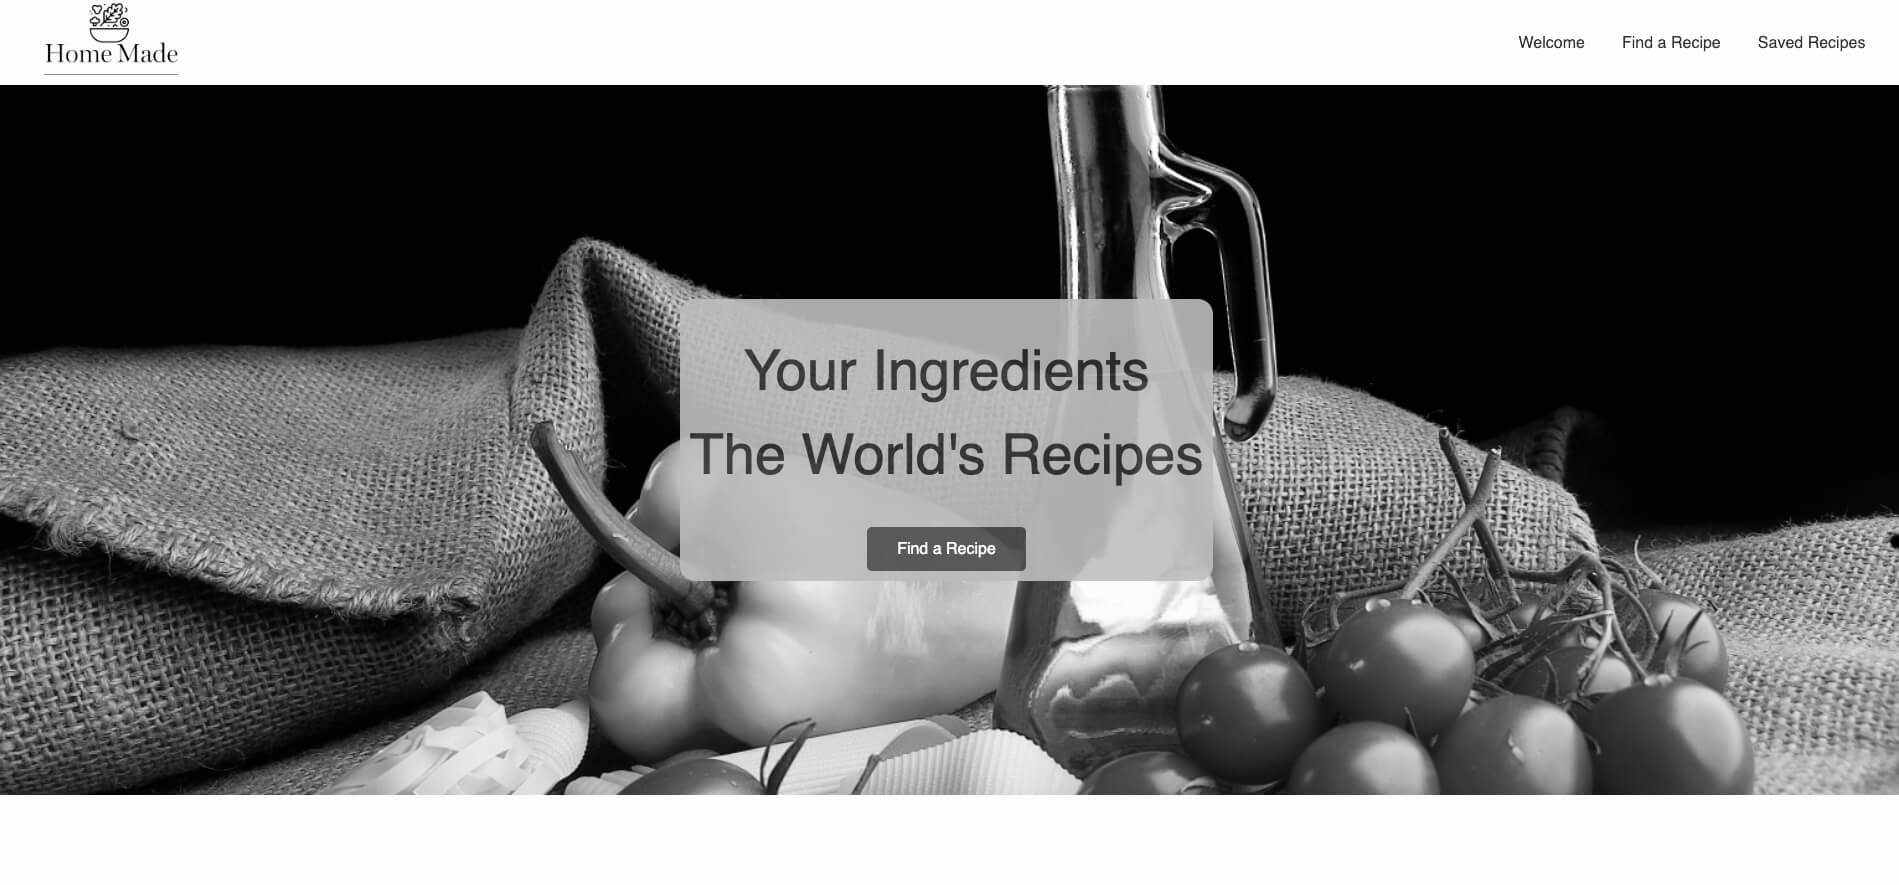 Home Made
Welcome
Find a Recipe
Saved Recipes
Your Ingredients
The World's Recipes
Find a Recipe